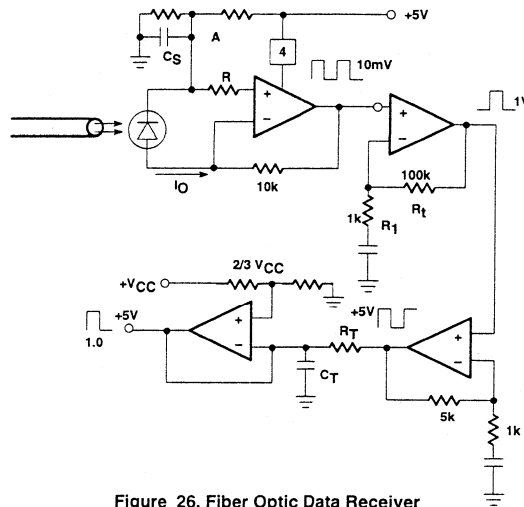 +5V
A
CS
4
R
10mV
1V
+
−
+
−
IO
10k
100k
Rt
1k
R1
2/3 VCC
+VCC
+5V
+5V
RT
1.0
+
−
+
−
CT
5k
1k
Figure 26. Fiber Optic Data Receiver